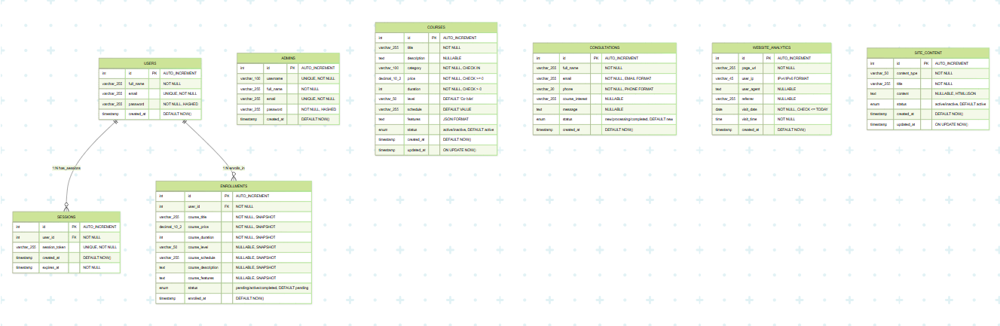 USERS
int id PK AUTO_INCREMENT
varchar_255 full_name NOT NULL
varchar_255 email UNIQUE, NOT NULL
varchar_255 password NOT NULL, HASHED
timestamp created_at DEFAULT NOW()
ADMINS
int id PK AUTO_INCREMENT
varchar_100 username UNIQUE, NOT NULL
varchar_255 full_name NOT NULL
varchar_255 email UNIQUE, NOT NULL
varchar_255 password NOT NULL, HASHED
timestamp created_at DEFAULT NOW()
COURSES
int id PK AUTO_INCREMENT
varchar_255 title NOT NULL
text description NULLABLE
varchar_100 category NOT NULL, CHECK IN
decimal_10_2 price NOT NULL, CHECK >= 0
int duration NOT NULL, CHECK > 0
varchar_50 level DEFAULT 'Cơ bản'
varchar_255 schedule DEFAULT VALUE
text features JSON FORMAT
enum status active/inactive, DEFAULT active
timestamp created_at DEFAULT NOW()
timestamp updated_at ON UPDATE NOW()
CONSULTATIONS
int id PK AUTO_INCREMENT
varchar_255 full_name NOT NULL
varchar_255 email NOT NULL, EMAIL FORMAT
varchar_20 phone NOT NULL, PHONE FORMAT
varchar_255 course_interest NULLABLE
text message NULLABLE
enum status new/processing/completed, DEFAULT new
timestamp created_at DEFAULT NOW()
WEBSITE_ANALYTICS
int id PK AUTO_INCREMENT
varchar_255 page_url NOT NULL
varchar_45 user_ip IPv4/IPv6 FORMAT
text user_agent NULLABLE
varchar_255 referrer NULLABLE
date visit_date NOT NULL, CHECK <= TODAY
time visit_time NOT NULL
timestamp created_at DEFAULT NOW()
SITE_CONTENT
int id PK AUTO_INCREMENT
varchar_50 content_type NOT NULL
varchar_255 title NOT NULL
text content NULLABLE, HTML/JSON
enum status active/inactive, DEFAULT active
timestamp created_at DEFAULT NOW()
timestamp updated_at ON UPDATE NOW()
1:N has_sessions
1:N enrolls_in
SESSIONS
int id PK AUTO_INCREMENT
int user_id FK NOT NULL
varchar_255 session_token UNIQUE, NOT NULL
timestamp created_at DEFAULT NOW()
timestamp expires_at NOT NULL
ENROLLMENTS
int id PK AUTO_INCREMENT
int user_id FK NOT NULL
varchar_255 course_title NOT NULL, SNAPSHOT
decimal_10_2 course_price NOT NULL, SNAPSHOT
int course_duration NOT NULL, SNAPSHOT
varchar_50 course_level NULLABLE, SNAPSHOT
varchar_255 course_schedule NULLABLE, SNAPSHOT
text course_description NULLABLE, SNAPSHOT
text course_features NULLABLE, SNAPSHOT
enum status pending/active/completed, DEFAULT pending
timestamp enrolled_at DEFAULT NOW()